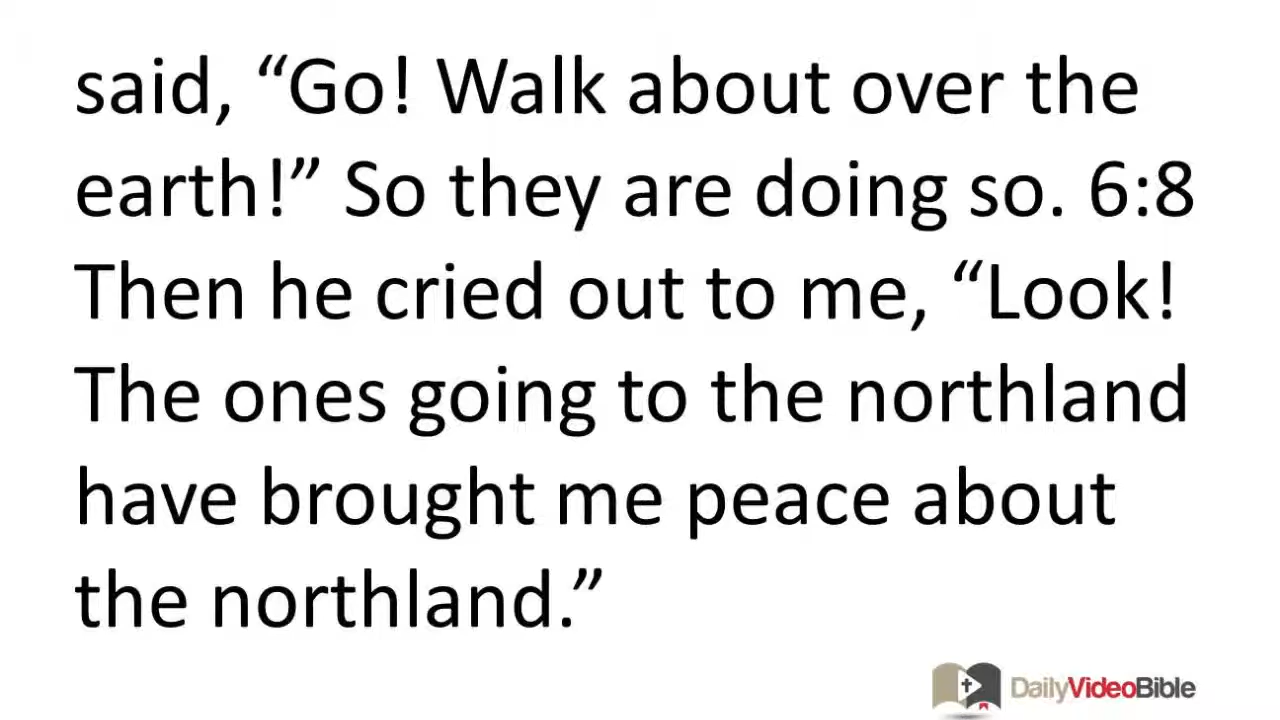 said, “Go! Walk about over the
earth!” So they are doing so. 6:8
Then he cried out to me, “Look!
The ones going to the northland
have brought me peace about
the northland.”
DailyVideoBible